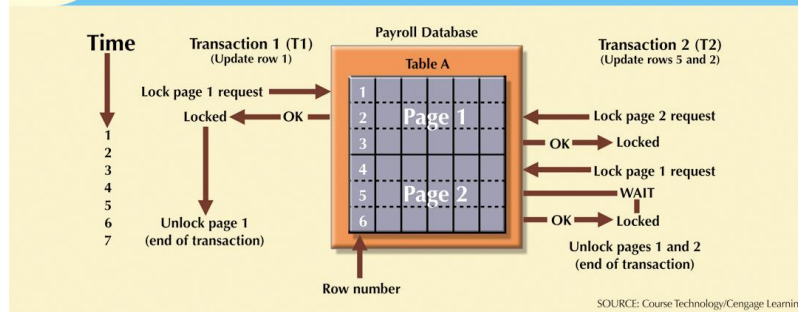 Payroll Database
Time
Transaction 1 (T1)
(Update row 1)
Transaction 2 (T2)
(Update rows 5 and 2)
Table A
Lock page 1 request
1
Locked
OK
2
Page 1
Lock page 2 request
3
OK
Locked
4
Lock page 1 request
5
Page 2
WAIT
6
OK
Locked
1
2
3
4
5
6
7
Unlock page 1
(end of transaction)
Unlock pages 1 and 2
(end of transaction)
Row number
SOURCE: Course Technology/Cengage Learnin